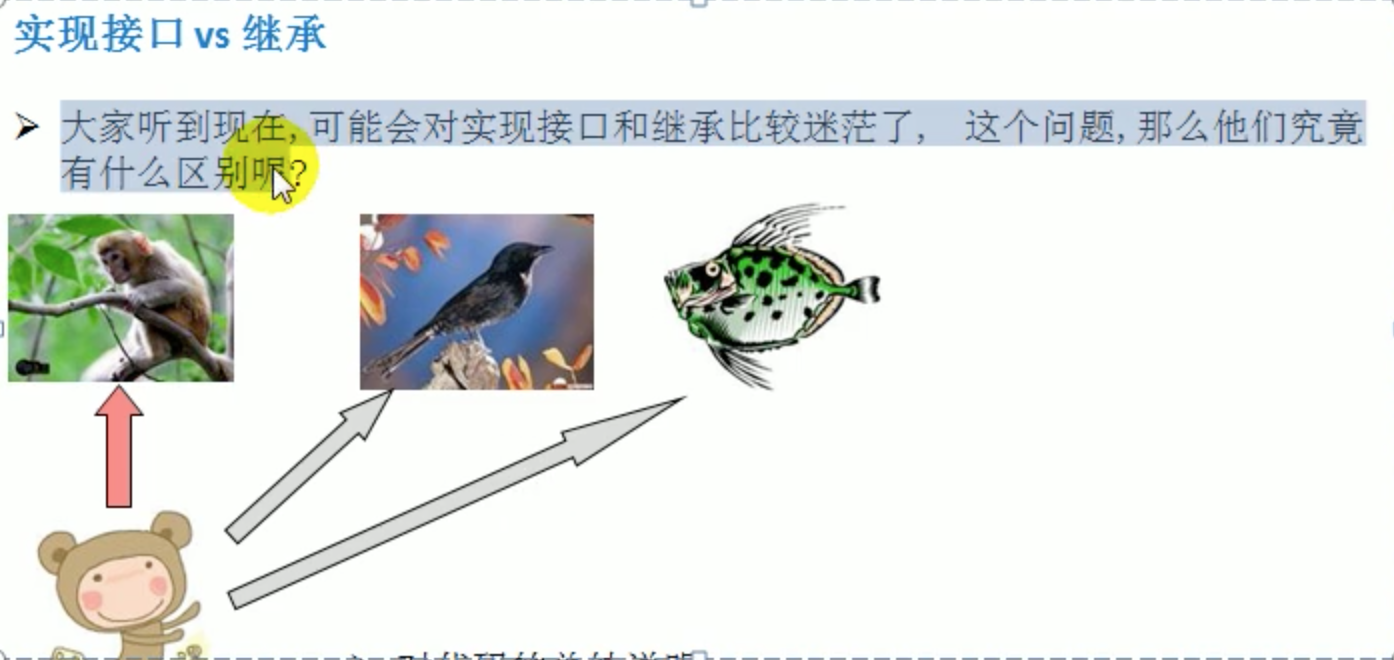 实现接口 vs 继承
大家听到现在, 可能会对实现接口和继承比较迷茫了, 这个问题, 那么他们究竟
有什么区别呢?